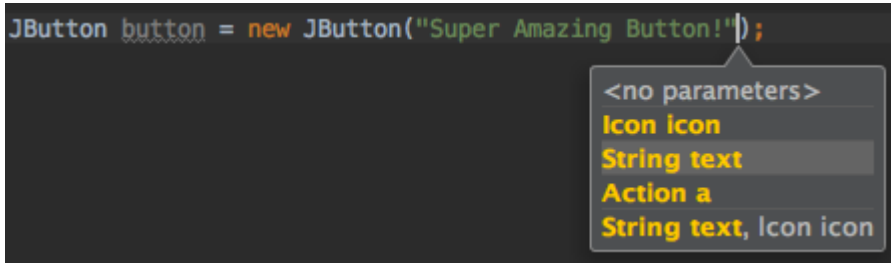 JButton button = new JButton("Super Amazing Button!");
<no parameters>
Icon icon
String text
Action a
String text, Icon icon